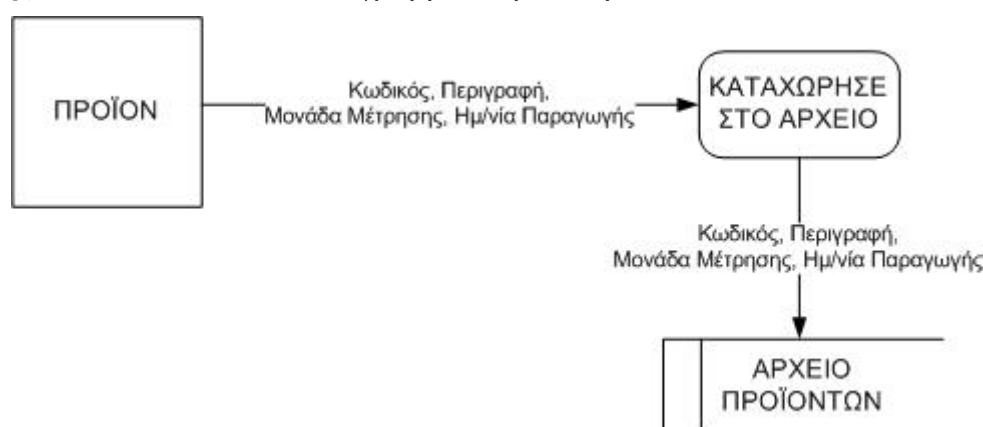 ΠΡΟΪΟΝ
Κωδικός, Περιγραφή,
Μονάδα Μέτρησης, Ημ/νία Παραγωγής
ΚΑΤΑΧΩΡΗΣΕ
ΣΤΟ ΑΡΧΕΙΟ
Κωδικός, Περιγραφή,
Μονάδα Μέτρησης, Ημ/νία Παραγωγής
ΑΡΧΕΙΟ
ΠΡΟΪΟΝΤΩΝ